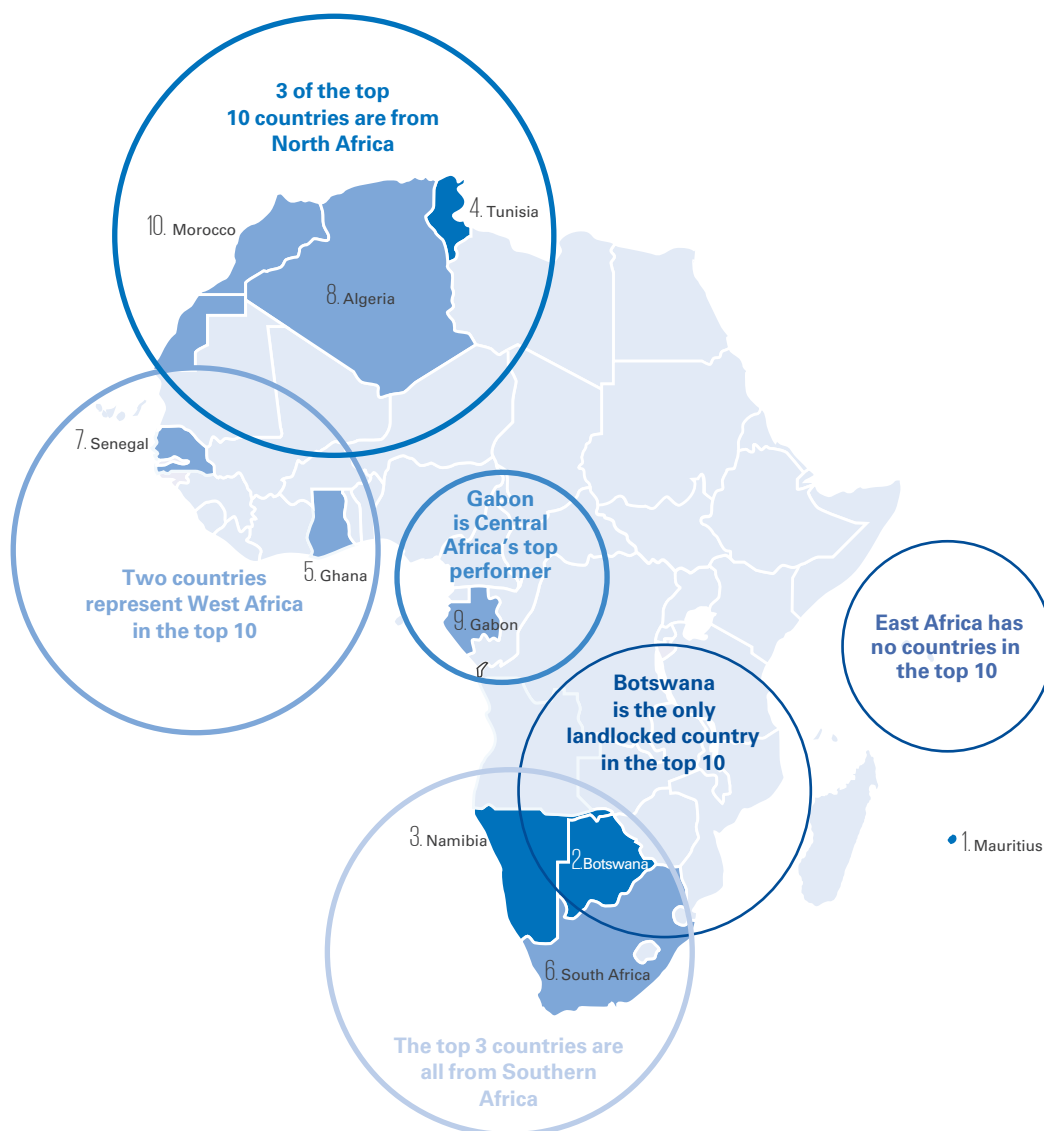 3 of the top
10 countries are from
North Africa
4. Tunisia
10. Morocco
8. Algeria
7. Senegal
5. Ghana
Two countries
represent West Africa
in the top 10
Gabon
is Central
Africa's top
performer
9. Gabon
East Africa has
no countries in
the top 10
Botswana
is the only
landlocked country
in the top 10
3. Namibia
2. Botswana
1. Mauritius
6. South Africa
The top 3 countries are
all from Southern
Africa